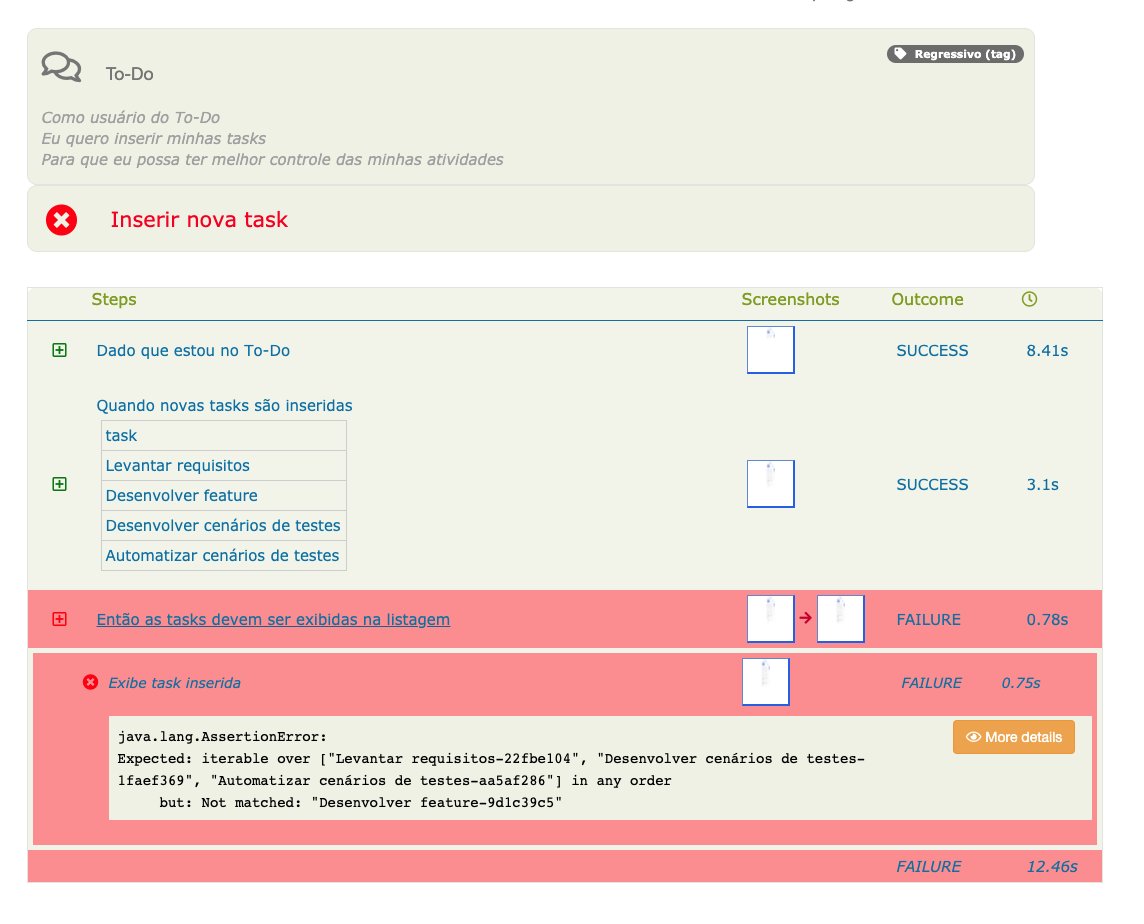 Regressivo (tag)
To-Do
Como usuário do To-Do
Eu quero inserir minhas tasks
Para que eu possa ter melhor controle das minhas atividades
Inserir nova task
Steps Screenshots Outcome
Dado que estou no To-Do SUCCESS 8.41s
Quando novas tasks são inseridas
task
Levantar requisitos
SUCCESS 3.1s
Desenvolver feature
Desenvolver cenários de testes
Automatizar cenários de testes
Então as tasks devem ser exibidas na listagem FAILURE 0.78s
Exibe task inserida FAILURE 0.75s
java.lang.AssertionError:
More details
Expected: iterable over ["Levantar requisitos-22fbe104", "Desenvolver cenários de testes-
1faef369", "Automatizar cenários de testes-aa5af286"] in any order
but: Not matched: "Desenvolver feature-9d1c39c5"
FAILURE 12.46s